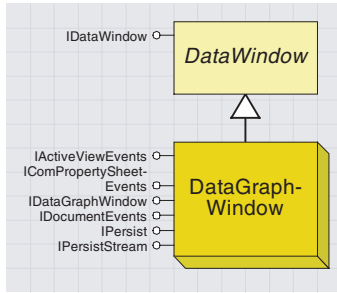 IDataWindow
DataWindow
IActiveViewEvents
IComPropertySheet-
Events
IDataGraphWindow
IDocumentEvents
IPersist
IPersistStream
DataGraph-
Window